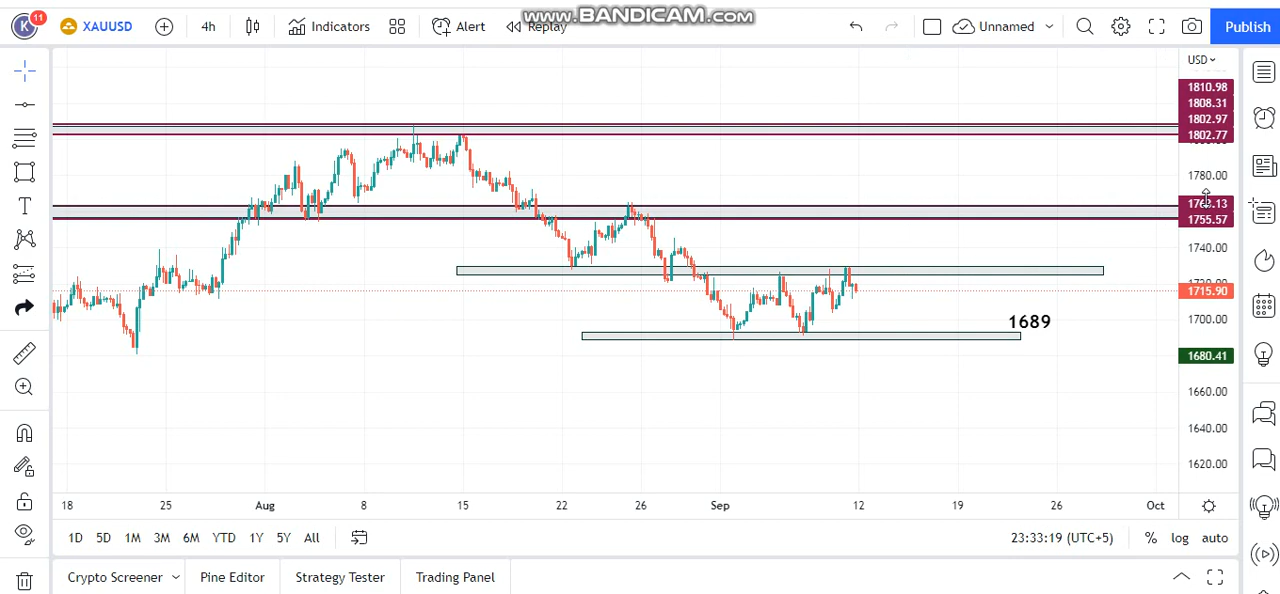 www.BANDICAM.com
K 11 XAUUSD 4h Indicators Alert Replay Unnamed Publish
USD
1810.98
1808.31
1802.97
1802.77
1780.00
1755.57
1740.00
1715.90
1700.00
1689
1680.41
1660.00
1640.00
1620.00
18 25 Aug 8 15 22 26 Sep 12 19 26 Oct
1D 5D 1M 3M 6M YTD 1Y 5Y All 23:33:19 (UTC+5) % log auto
Crypto Screener Pine Editor Strategy Tester Trading Panel